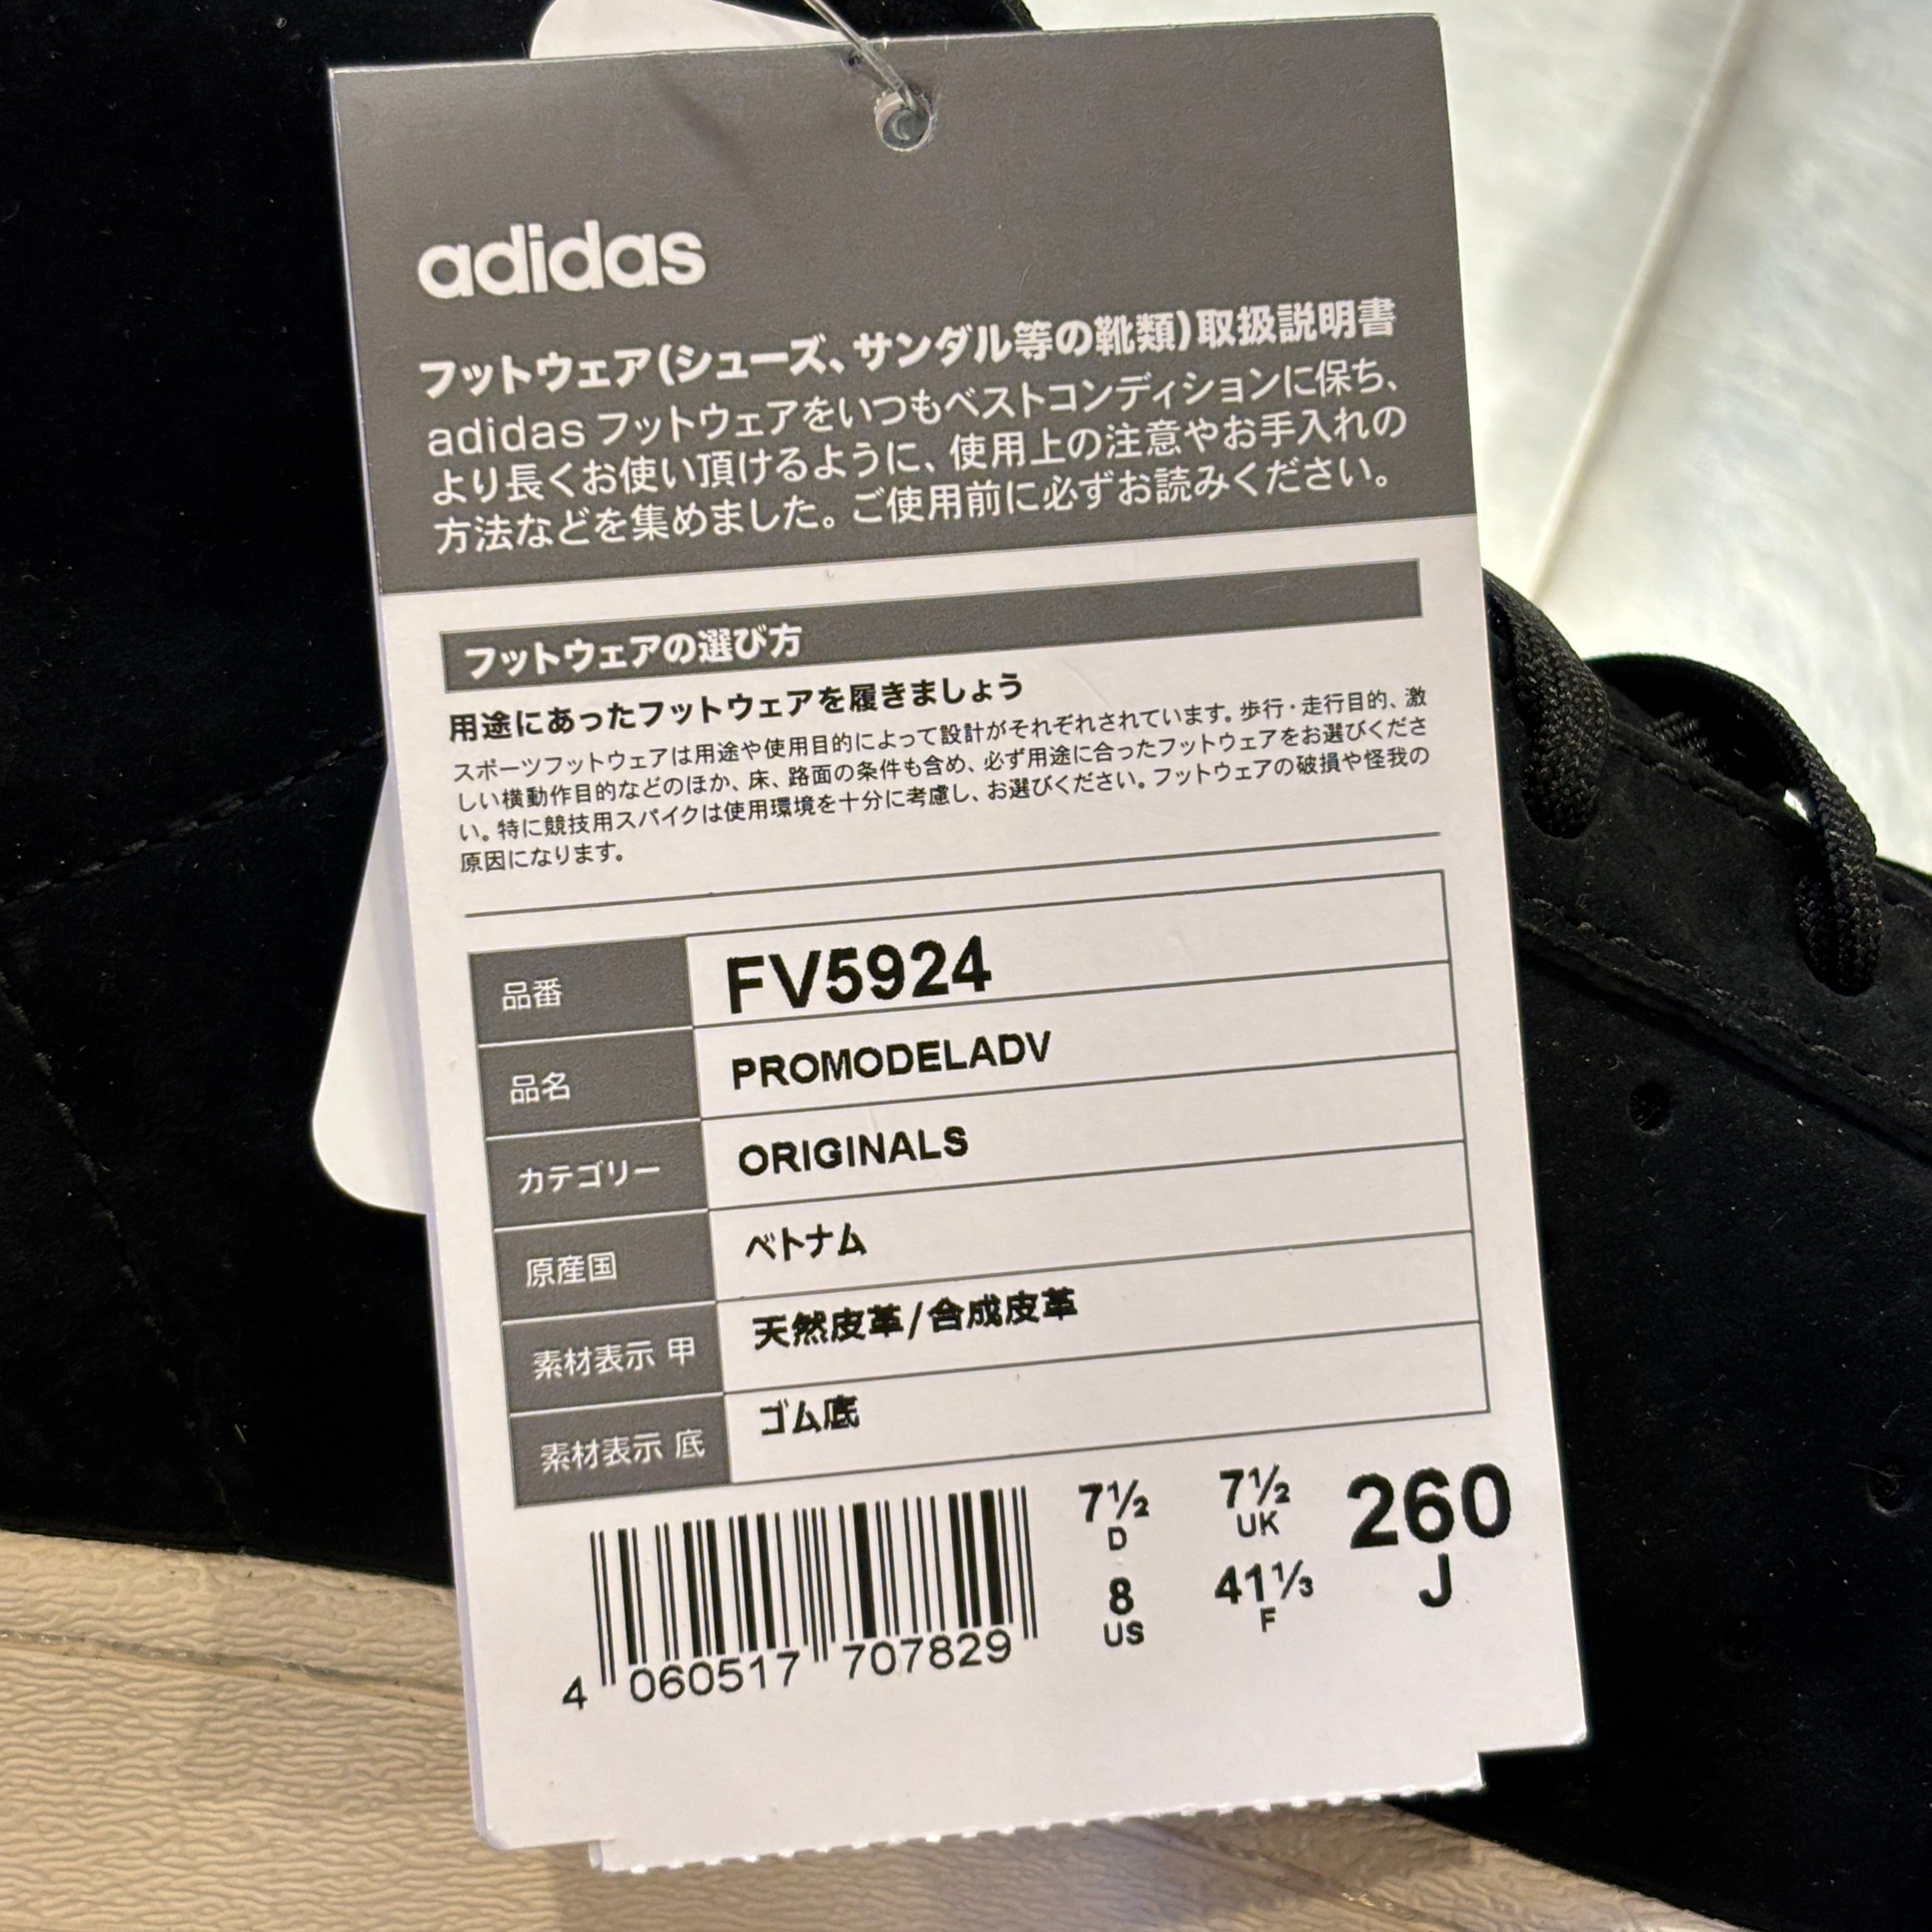 adidas
フットウェア(シューズ、サンダル等の靴類)取扱説明書
adidas フットウェアをいつもベストコンディションに保ち、
より長くお使い頂けるように、使用上の注意やお手入れの
方法などを集めました。ご使用前に必ずお読みください。
フットウェアの選び方
用途にあったフットウェアを履きましょう
スポーツフットウェアは用途や使用目的によって設計がそれぞれされています。歩行・走行目的、激
しい横動作目的などのほか、床、路面の条件も含め、必ず用途に合ったフットウェアをお選びくださ
い。特に競技用スパイクは使用環境を十分に考慮し、お選びください。フットウェアの破損や怪我の
原因になります。
品番 FV5924
品名 PROMODELADV
カテゴリー ORIGINALS
原産国 ベトナム
素材表示 甲 天然皮革/合成皮革
素材表示 底 ゴム底
7½ D 7½ UK 260 J
8 US 41⅓ F
4 060517 707829